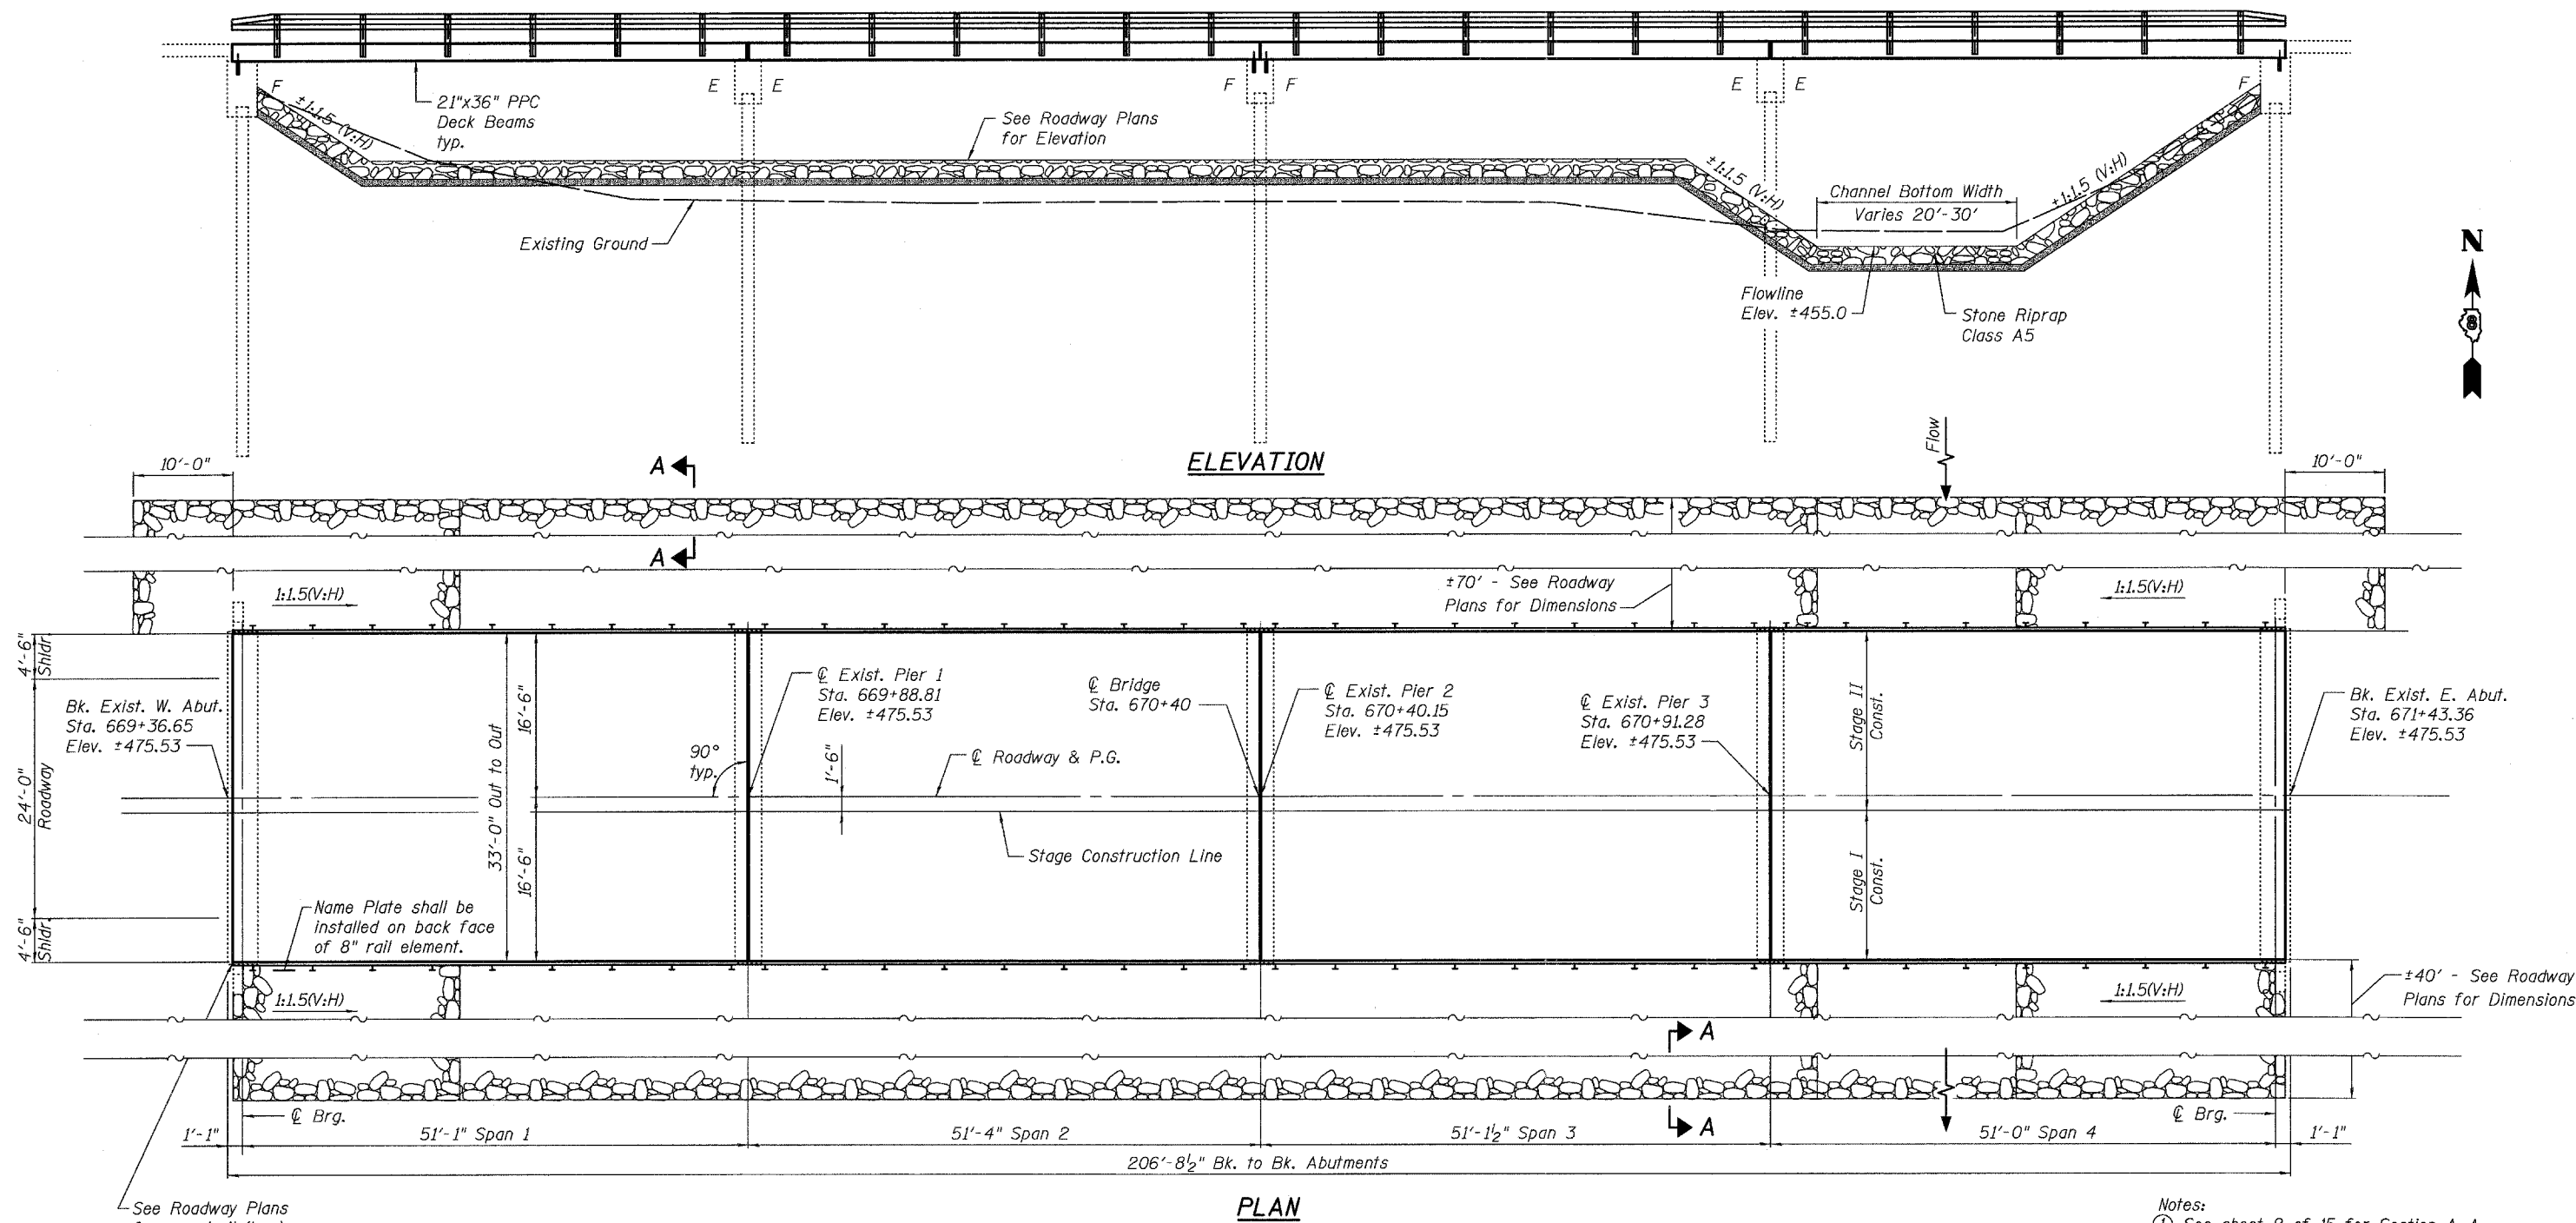 21"x36" PPC
Deck Beams
typ.
F
E E
F F
E E
F
±1:1.5 (V:H)
See Roadway Plans
for Elevation
±1:1.5 (V:H)
Channel Bottom Width
Varies 20'-30'
±1:1.5 (V:H)
Existing Ground
Flowline
Elev. ±455.0
Stone Riprap
Class A5
N
8
ELEVATION
10'-0"
A
Flow
10'-0"
A
1:1.5(V:H)
±70' - See Roadway
Plans for Dimensions
1:1.5(V:H)
4'-6"
Shldr.
24'-0"
Roadway
4'-6"
Shldr.
Bk. Exist. W. Abut.
Sta. 669+36.65
Elev. ±475.53
33'-0" Out to Out
16'-6"
16'-6"
90°
typ.
℄ Exist. Pier 1
Sta. 669+88.81
Elev. ±475.53
1'-6"
℄ Roadway & P.G.
℄ Bridge
Sta. 670+40
℄ Exist. Pier 2
Sta. 670+40.15
Elev. ±475.53
℄ Exist. Pier 3
Sta. 670+91.28
Elev. ±475.53
Stage II
Const.
Stage I
Const.
Bk. Exist. E. Abut.
Sta. 671+43.36
Elev. ±475.53
Stage Construction Line
Name Plate shall be
installed on back face
of 8" rail element.
1:1.5(V:H)
1:1.5(V:H)
±40' - See Roadway
Plans for Dimensions
A
A
℄ Brg.
℄ Brg.
1'-1"
51'-1" Span 1
51'-4" Span 2
51'-1½" Span 3
51'-0" Span 4
1'-1"
206'-8½" Bk. to Bk. Abutments
See Roadway Plans
PLAN
Notes:
① See sheet 9 of 15 for Section A-A